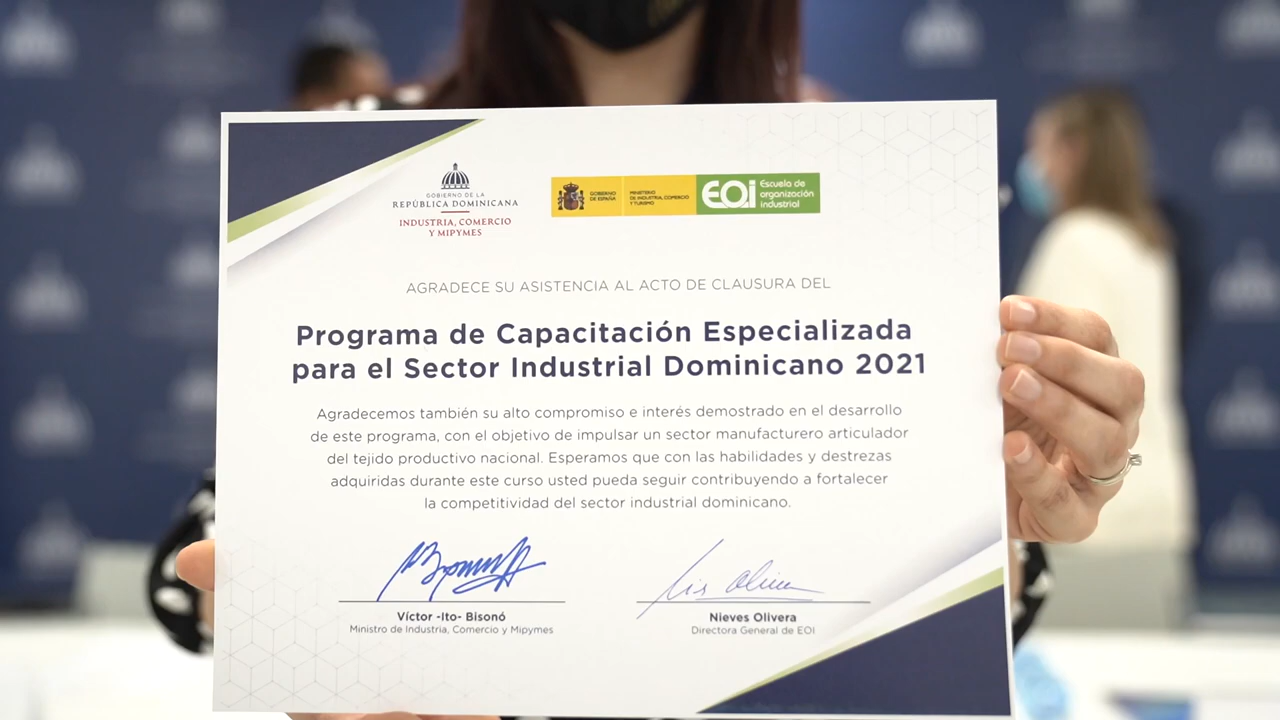 GOBIERNO DE LA
REPÚBLICA DOMINICANA
INDUSTRIA, COMERCIO
Y MIPYMES
GOBIERNO
DE ESPAÑA
MINISTERIO
DE INDUSTRIA, COMERCIO
Y TURISMO
EOi
Escuela de
organización
industrial
AGRADECE SU ASISTENCIA AL ACTO DE CLAUSURA DEL
Programa de Capacitación Especializada
para el Sector Industrial Dominicano 2021
Agradecemos también su alto compromiso e interés demostrado en el desarrollo
de este programa, con el objetivo de impulsar un sector manufacturero articulador
del tejido productivo nacional. Esperamos que con las habilidades y destrezas
adquiridas durante este curso usted pueda seguir contribuyendo a fortalecer
la competitividad del sector industrial dominicano.
Víctor -Ito- Bisonó
Ministro de Industria, Comercio y Mipymes
Nieves Olivera
Directora General de EOI